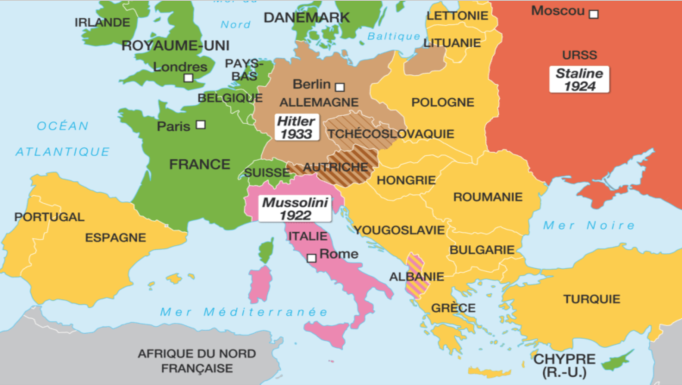 Mer du
Nord
DANEMARK
IRLANDE
ROYAUME-UNI
Londres
PAYS-
BAS
BELGIQUE
Baltique
LETTONIE
LITUANIE
Moscou
URSS
Staline
1924
Berlin
ALLEMAGNE
Hitler
1933
POLOGNE
TCHÉCOSLOVAQUIE
OCÉAN
ATLANTIQUE
Paris
FRANCE
SUISSE
AUTRICHE
HONGRIE
ROUMANIE
Mussolini
1922
ITALIE
Rome
YOUGOSLAVIE
BULGARIE
Mer Noire
PORTUGAL
ESPAGNE
ALBANIE
GRÈCE
TURQUIE
Mer Méditerranée
AFRIQUE DU NORD
FRANÇAISE
CHYPRE
(R.-U.)